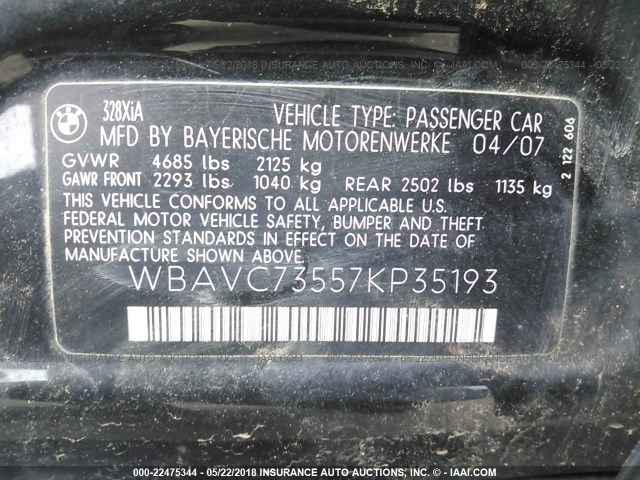 BMW
328XiA
VEHICLE TYPE: PASSENGER CAR
MFD BY BAYERISCHE MOTORENWERKE 04/07
GVWR 4685 lbs 2125 kg
GAWR FRONT 2293 lbs 1040 kg REAR 2502 lbs 1135 kg
THIS VEHICLE CONFORMS TO ALL APPLICABLE U.S.
FEDERAL MOTOR VEHICLE SAFETY, BUMPER AND THEFT
PREVENTION STANDARDS IN EFFECT ON THE DATE OF
MANUFACTURE SHOWN ABOVE.
WBAVC73557KP35193
2 122 606
000-22475344 - 05/22/2018 INSURANCE AUTO AUCTIONS, INC. - © IAAI.COM